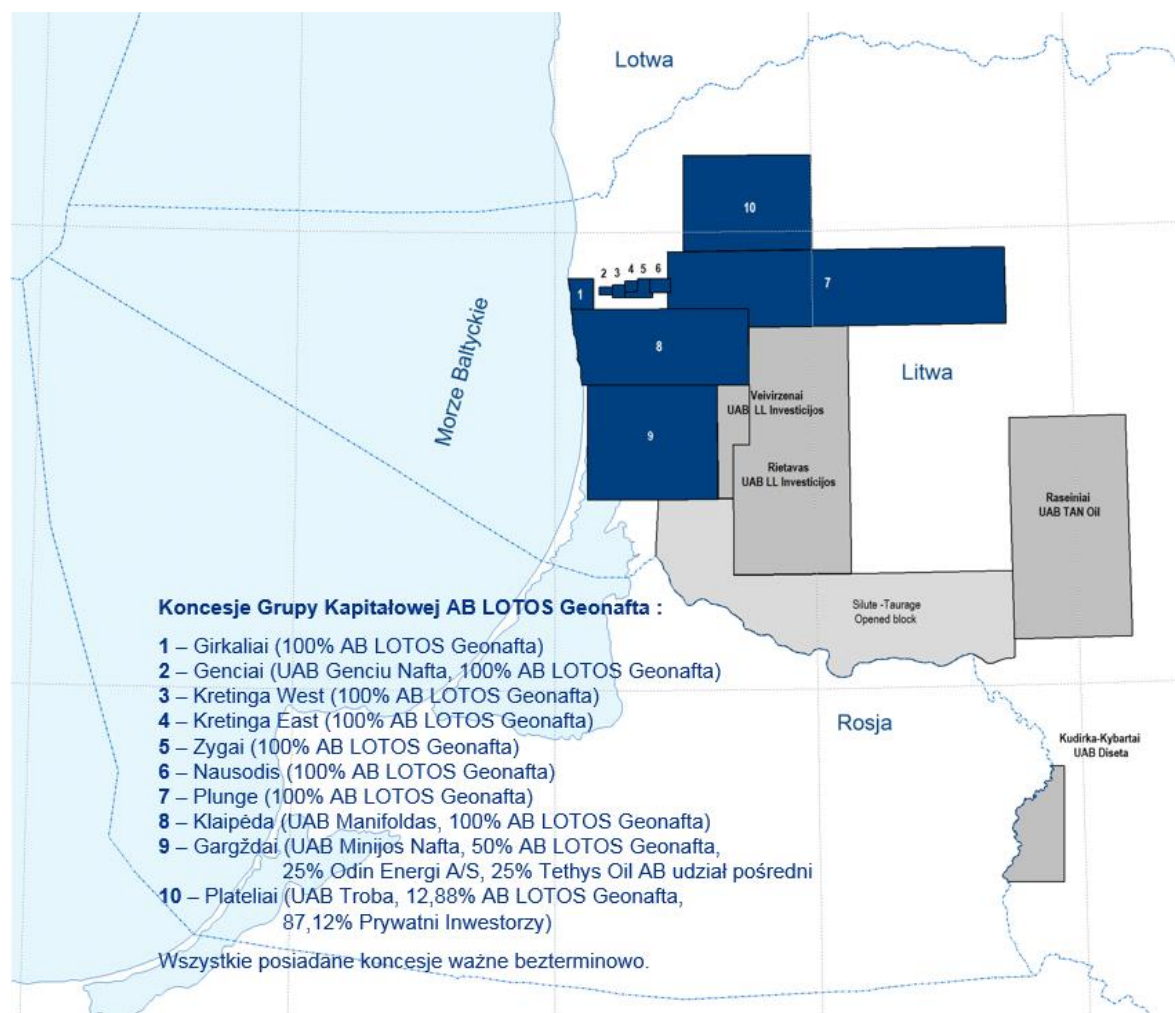 Lotwa
10
2 3 4 5 6
1
7
8
Morze Bałtyckie
Litwa
Veivirzenai
UAB LL Investicijos
9
Rietavas
UAB LL Investicijos
Raseiniai
UAB TAN Oil
Silute -Taurage
Opened block
Koncesje Grupy Kapitałowej AB LOTOS Geonafta :
1 – Girkaliai (100% AB LOTOS Geonafta)
2 – Genciai (UAB Genciu Nafta, 100% AB LOTOS Geonafta)
3 – Kretinga West (100% AB LOTOS Geonafta)
4 – Kretinga East (100% AB LOTOS Geonafta)
5 – Zygai (100% AB LOTOS Geonafta)
6 – Nausodis (100% AB LOTOS Geonafta)
7 – Plunge (100% AB LOTOS Geonafta)
8 – Klaipėda (UAB Manifoldas, 100% AB LOTOS Geonafta)
9 – Gargždai (UAB Minijos Nafta, 50% AB LOTOS Geonafta,
25% Odin Energi A/S, 25% Tethys Oil AB udział pośredni
10 – Plateliai (UAB Troba, 12,88% AB LOTOS Geonafta,
87,12% Prywatni Inwestorzy)
Wszystkie posiadane koncesje ważne bezterminowo.
Rosja
Kudirka-Kybartai
UAB Diseta